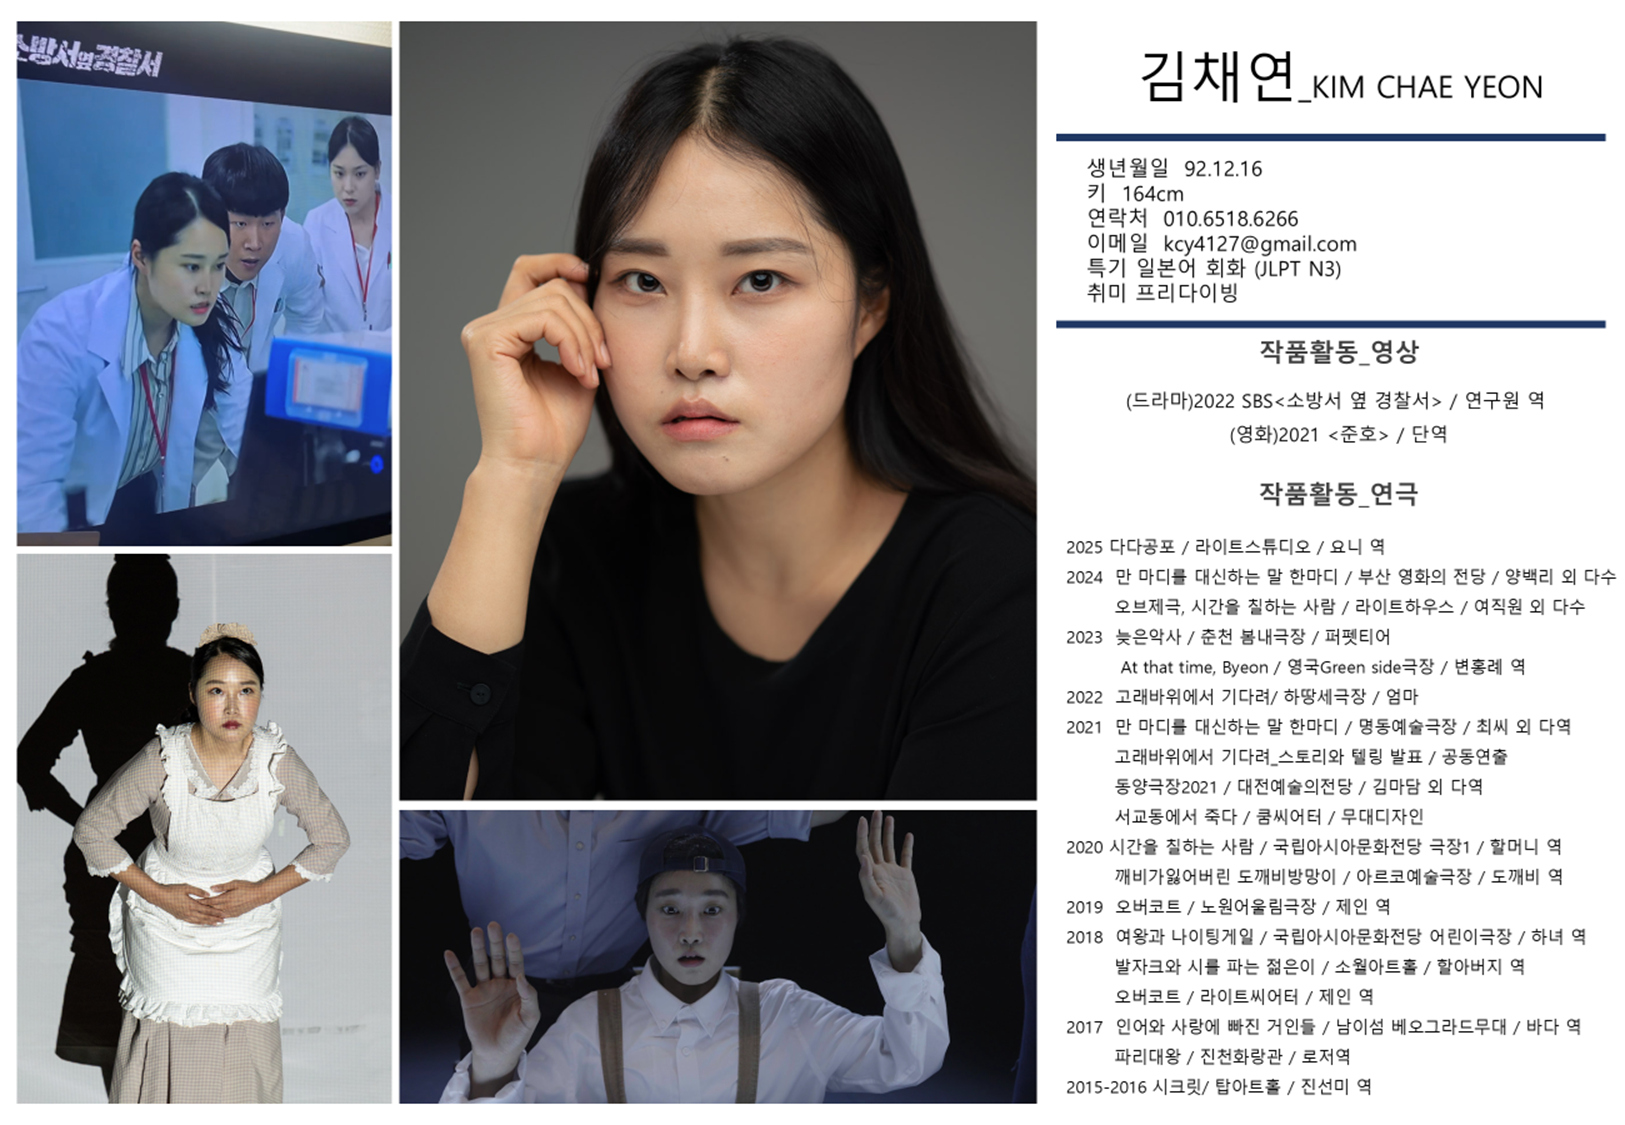 소방서옆경찰서
김채연_KIM CHAE YEON
생년월일 92.12.16
키 164cm
연락처 010.6518.6266
이메일 kcy4127@gmail.com
특기 일본어 회화 (JLPT N3)
취미 프리다이빙
작품활동_영상
(드라마)2022 SBS<소방서 옆 경찰서> / 연구원 역
(영화)2021 <준호> / 단역
작품활동_연극
2025 다다공포 / 라이트스튜디오 / 요니 역
2024 만 마디를 대신하는 말 한마디 / 부산 영화의 전당 / 양백리 외 다수
오브제극, 시간을 칠하는 사람 / 라이트하우스 / 여직원 외 다수
2023 늦은악사 / 춘천 봄내극장 / 퍼펫티어
At that time, Byeon / 영국Green side극장 / 변홍례 역
2022 고래바위에서 기다려/ 하땅세극장 / 엄마
2021 만 마디를 대신하는 말 한마디 / 명동예술극장 / 최씨 외 다역
고래바위에서 기다려_스토리와 텔링 발표 / 공동연출
동양극장2021 / 대전예술의전당 / 김마담 외 다역
서교동에서 죽다 / 쿰씨어터 / 무대디자인
2020 시간을 칠하는 사람 / 국립아시아문화전당 극장1 / 할머니 역
깨비가잃어버린 도깨비방망이 / 아르코예술극장 / 도깨비 역
2019 오버코트 / 노원어울림극장 / 제인 역
2018 여왕과 나이팅게일 / 국립아시아문화전당 어린이극장 / 하녀 역
발자크와 시를 파는 젊은이 / 소월아트홀 / 할아버지 역
오버코트 / 라이트씨어터 / 제인 역
2017 인어와 사랑에 빠진 거인들 / 남이섬 베오그라드무대 / 바다 역
파리대왕 / 진천화랑관 / 로저역
2015-2016 시크릿/ 탑아트홀 / 진선미 역